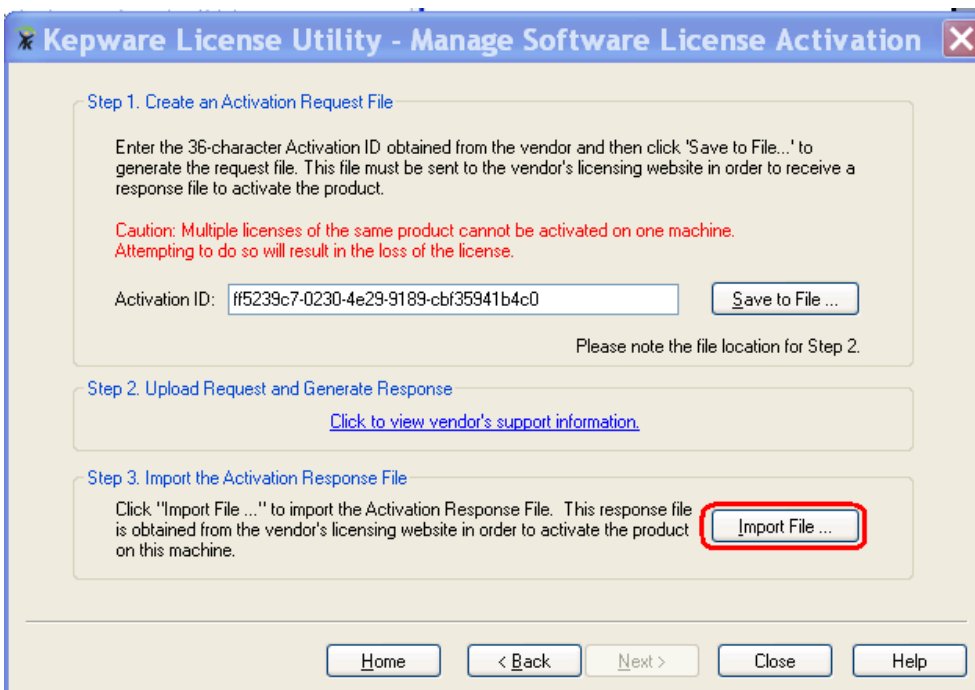 Kepware License Utility - Manage Software License Activation
Step 1. Create an Activation Request File
Enter the 36-character Activation ID obtained from the vendor and then click 'Save to File...' to
generate the request file. This file must be sent to the vendor's licensing website in order to receive a
response file to activate the product.
Caution: Multiple licenses of the same product cannot be activated on one machine.
Attempting to do so will result in the loss of the license.
Activation ID: ff5239c7-0230-4e29-9189-cbf35941b4c0 Save to File ...
Please note the file location for Step 2.
Step 2. Upload Request and Generate Response
Click to view vendor's support information.
Step 3. Import the Activation Response File
Click "Import File ..." to import the Activation Response File. This response file
is obtained from the vendor's licensing website in order to activate the product
on this machine.
Import File ...
Home < Back Next > Close Help